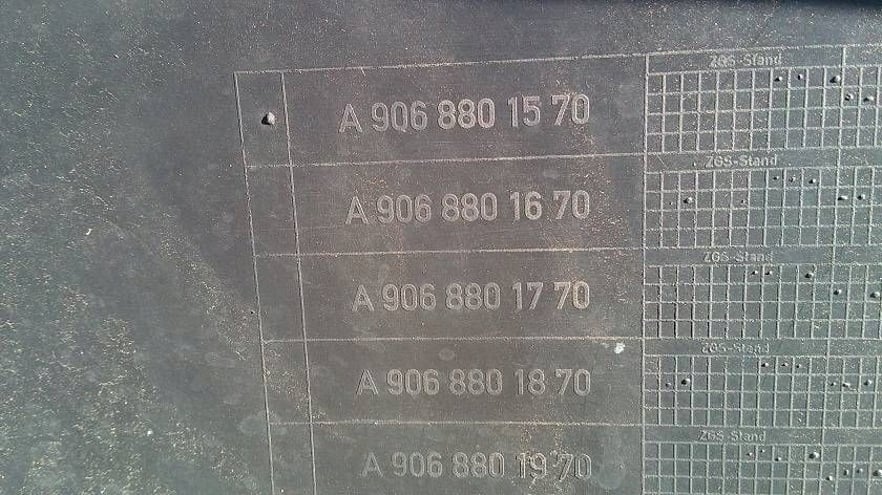 ZGS-Stand
A 906 880 15 70
ZGS-Stand
A 906 880 16 70
ZGS-Stand
A 906 880 17 70
ZGS-Stand
A 906 880 18 70
ZGS-Stand
A 906 880 19 70